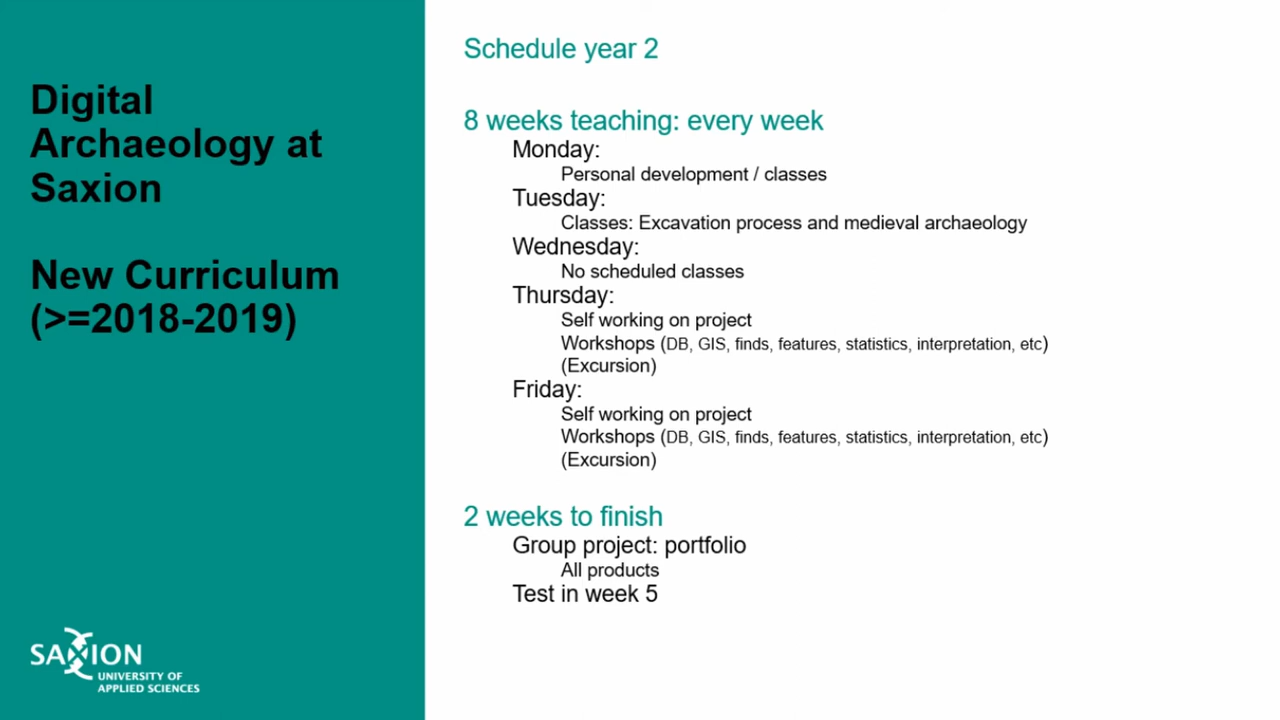 Digital
Archaeology at
Saxion
New Curriculum
(>=2018-2019)
SAXION
UNIVERSITY OF
APPLIED SCIENCES
Schedule year 2
8 weeks teaching: every week
Monday:
Personal development / classes
Tuesday:
Classes: Excavation process and medieval archaeology
Wednesday:
No scheduled classes
Thursday:
Self working on project
Workshops (DB, GIS, finds, features, statistics, interpretation, etc)
(Excursion)
Friday:
Self working on project
Workshops (DB, GIS, finds, features, statistics, interpretation, etc)
(Excursion)
2 weeks to finish
Group project: portfolio
All products
Test in week 5